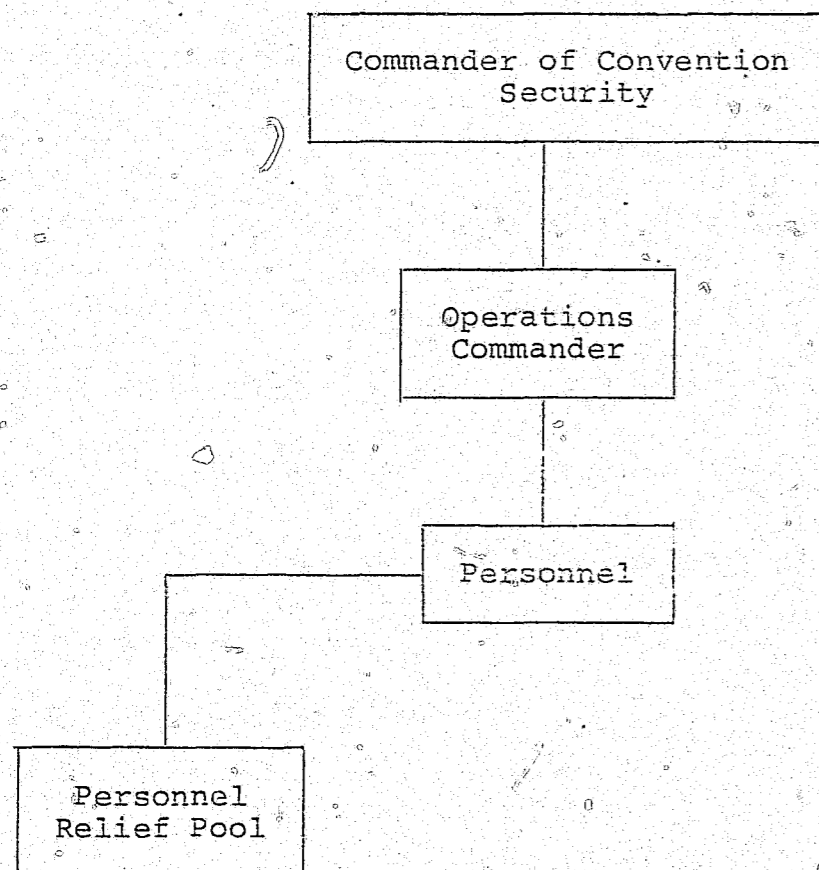 Commander of Convention
Security
Operations
Commander
Personnel
Personnel
Relief Pool